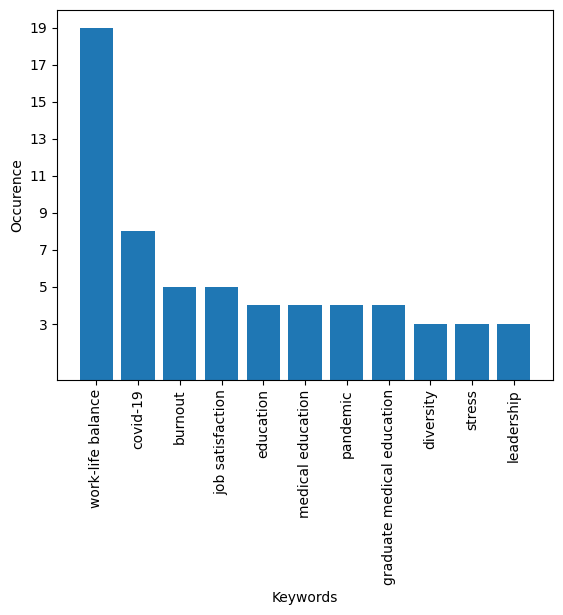 19
17
15
13
11
9
7
5
3
Occurence
work-life balance
covid-19
burnout
job satisfaction
education
medical education
pandemic
graduate medical education
diversity
stress
leadership
Keywords